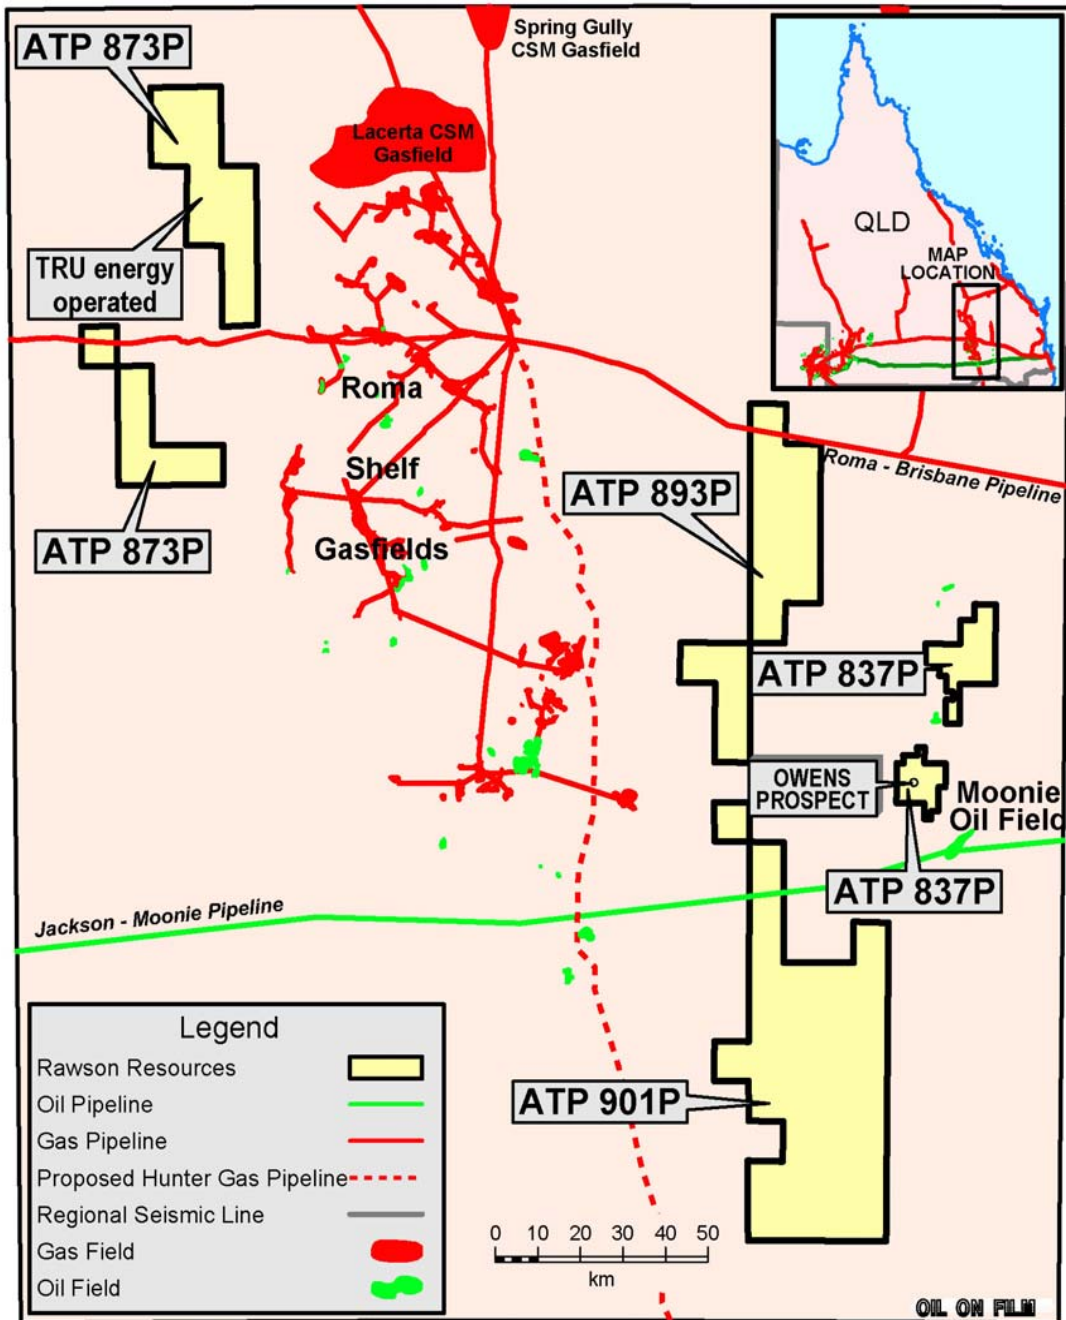 ATP 873P
Spring Gully
CSM Gasfield
Lacerta CSM
Gasfield
QLD
MAP
LOCATION
TRU energy
operated
Roma
Shelf
Gasfields
Roma - Brisbane Pipeline
ATP 893P
ATP 873P
ATP 837P
OWENS
PROSPECT
Moonie
Oil Field
ATP 837P
Jackson - Moonie Pipeline
ATP 901P
Legend
Rawson Resources
Oil Pipeline
Gas Pipeline
Proposed Hunter Gas Pipeline
Regional Seismic Line
Gas Field
Oil Field
0 10 20 30 40 50
km
OIL ON FILM